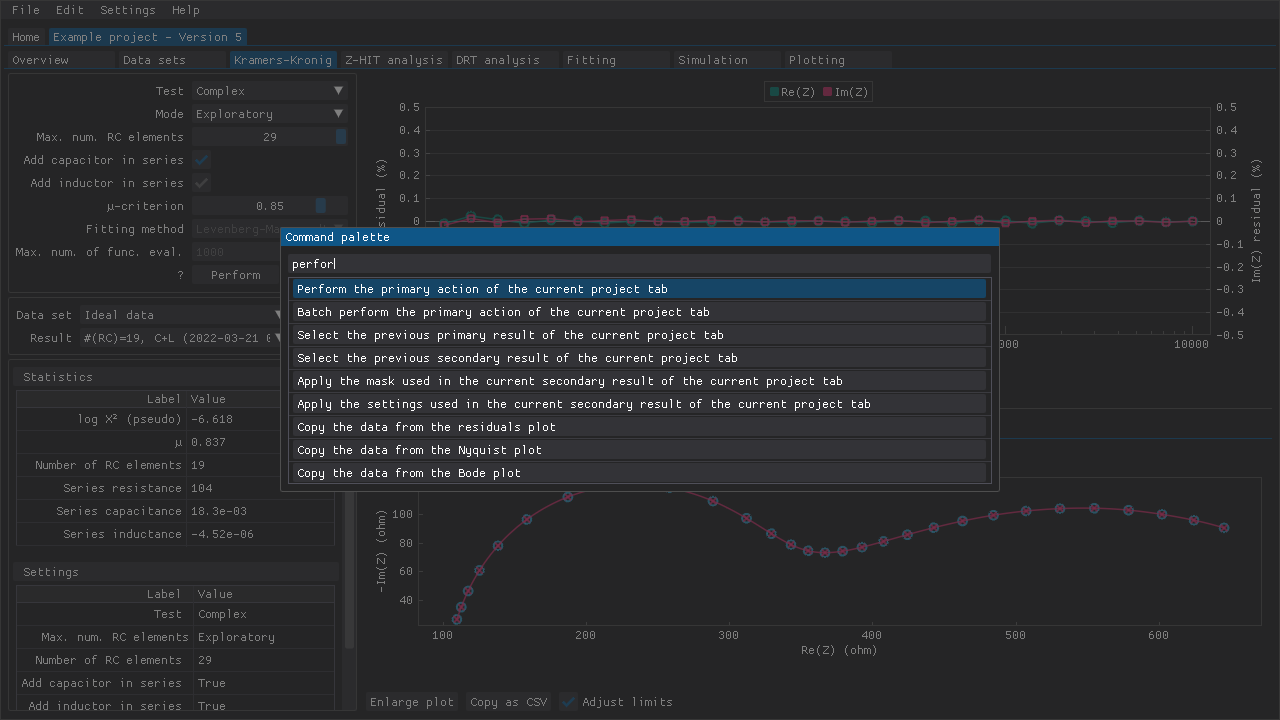 File Edit Settings Help
Home Example project - Version 5
Overview Data sets Kramers-Kronig Z-HIT analysis DRT analysis Fitting Simulation Plotting
Test Complex
Mode Exploratory
Max. num. RC elements 29
Add capacitor in series
Add inductor in series
μ-criterion 0.85
Fitting method Levenberg-Ma
Max. num. of func. eval. 1000
? Perform
Data set Ideal data
Result #(RC)=19, C+L (2022-03-21
Statistics
Label Value
log X² (pseudo) -6.618
μ 0.837
Number of RC elements 19
Series resistance 104
Series capacitance 18.3e-03
Series inductance -4.52e-06
Settings
Label Value
Test Complex
Max. num. RC elements Exploratory
Number of RC elements 29
Add capacitor in series True
Add inductor in series True
Re(Z) Im(Z)
0.5 0.5
0.4 0.4
0.3 0.3
0.2 0.2
0.1 0.1
0 0
-0.1
-0.2
-0.3
-0.4
-0.5
sidual (%)
Im(Z) residual (%)
000 10000
Command palette
perfor
Perform the primary action of the current project tab
Batch perform the primary action of the current project tab
Select the previous primary result of the current project tab
Select the previous secondary result of the current project tab
Apply the mask used in the current secondary result of the current project tab
Apply the settings used in the current secondary result of the current project tab
Copy the data from the residuals plot
Copy the data from the Nyquist plot
Copy the data from the Bode plot
-Im(Z) (ohm)
100
80
60
40
100 200 300 400 500 600
Re(Z) (ohm)
Enlarge plot Copy as CSV Adjust limits